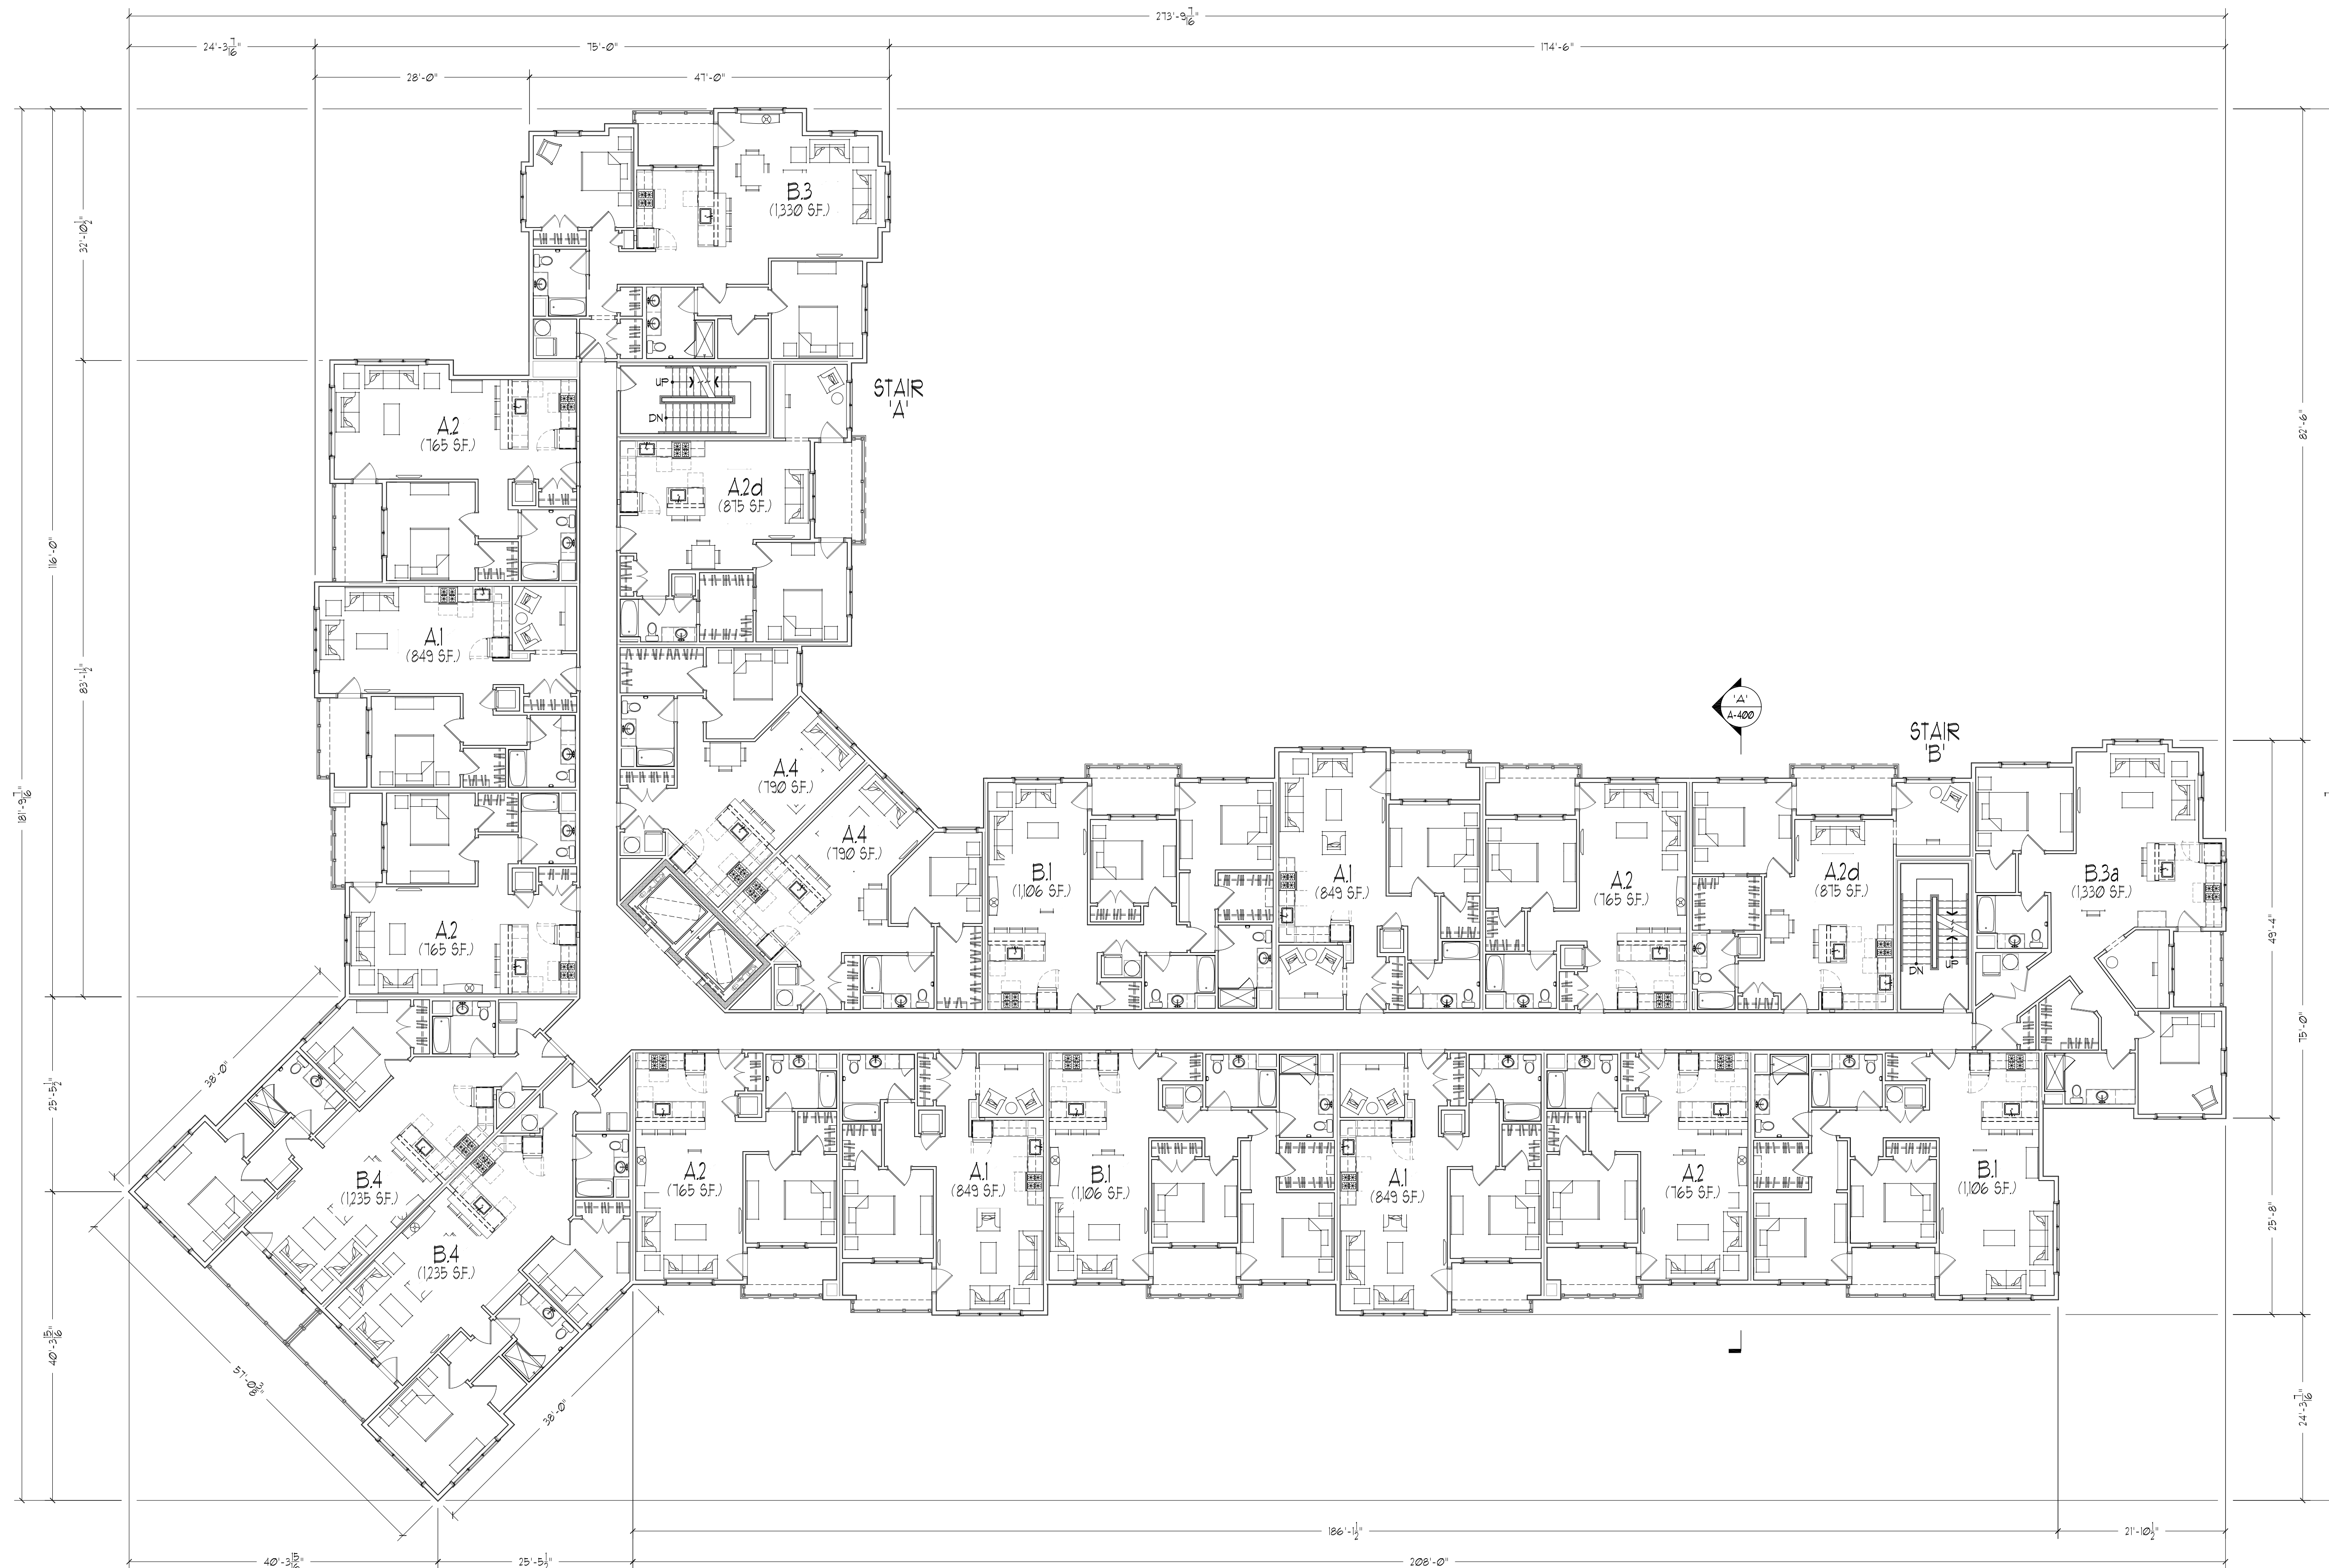 273'-9 7/16"
24'-3 7/16"
75'-0"
174'-6"
28'-0"
47'-0"
B.3
(1,330 S.F.)
32'-10 1/2"
STAIR
'A'
UP
DN
82'-6"
A.2
(765 S.F.)
A.2d
(875 S.F.)
116'-0"
A.1
(849 S.F.)
83'-1 1/2"
'A'
A-400
STAIR
'B'
181'-9 7/16"
A.4
(790 S.F.)
A.4
(790 S.F.)
B.1
(1,106 S.F.)
A.1
(849 S.F.)
A.2
(765 S.F.)
A.2d
(875 S.F.)
B.3a
(1,330 S.F.)
A.2
(765 S.F.)
49'-4"
DN
UP
75'-0"
38'-0"
25'-5 1/2"
B.4
(1,235 S.F.)
A.2
(765 S.F.)
A.1
(849 S.F.)
B.1
(1,106 S.F.)
A.1
(849 S.F.)
A.2
(765 S.F.)
B.1
(1,106 S.F.)
25'-8"
B.4
(1,235 S.F.)
40'-3 15/16"
57'-0 3/8"
38'-0"
24'-3 7/16"
186'-1 1/2"
21'-10 1/2"
40'-3 15/16"
25'-5 1/2"
208'-0"